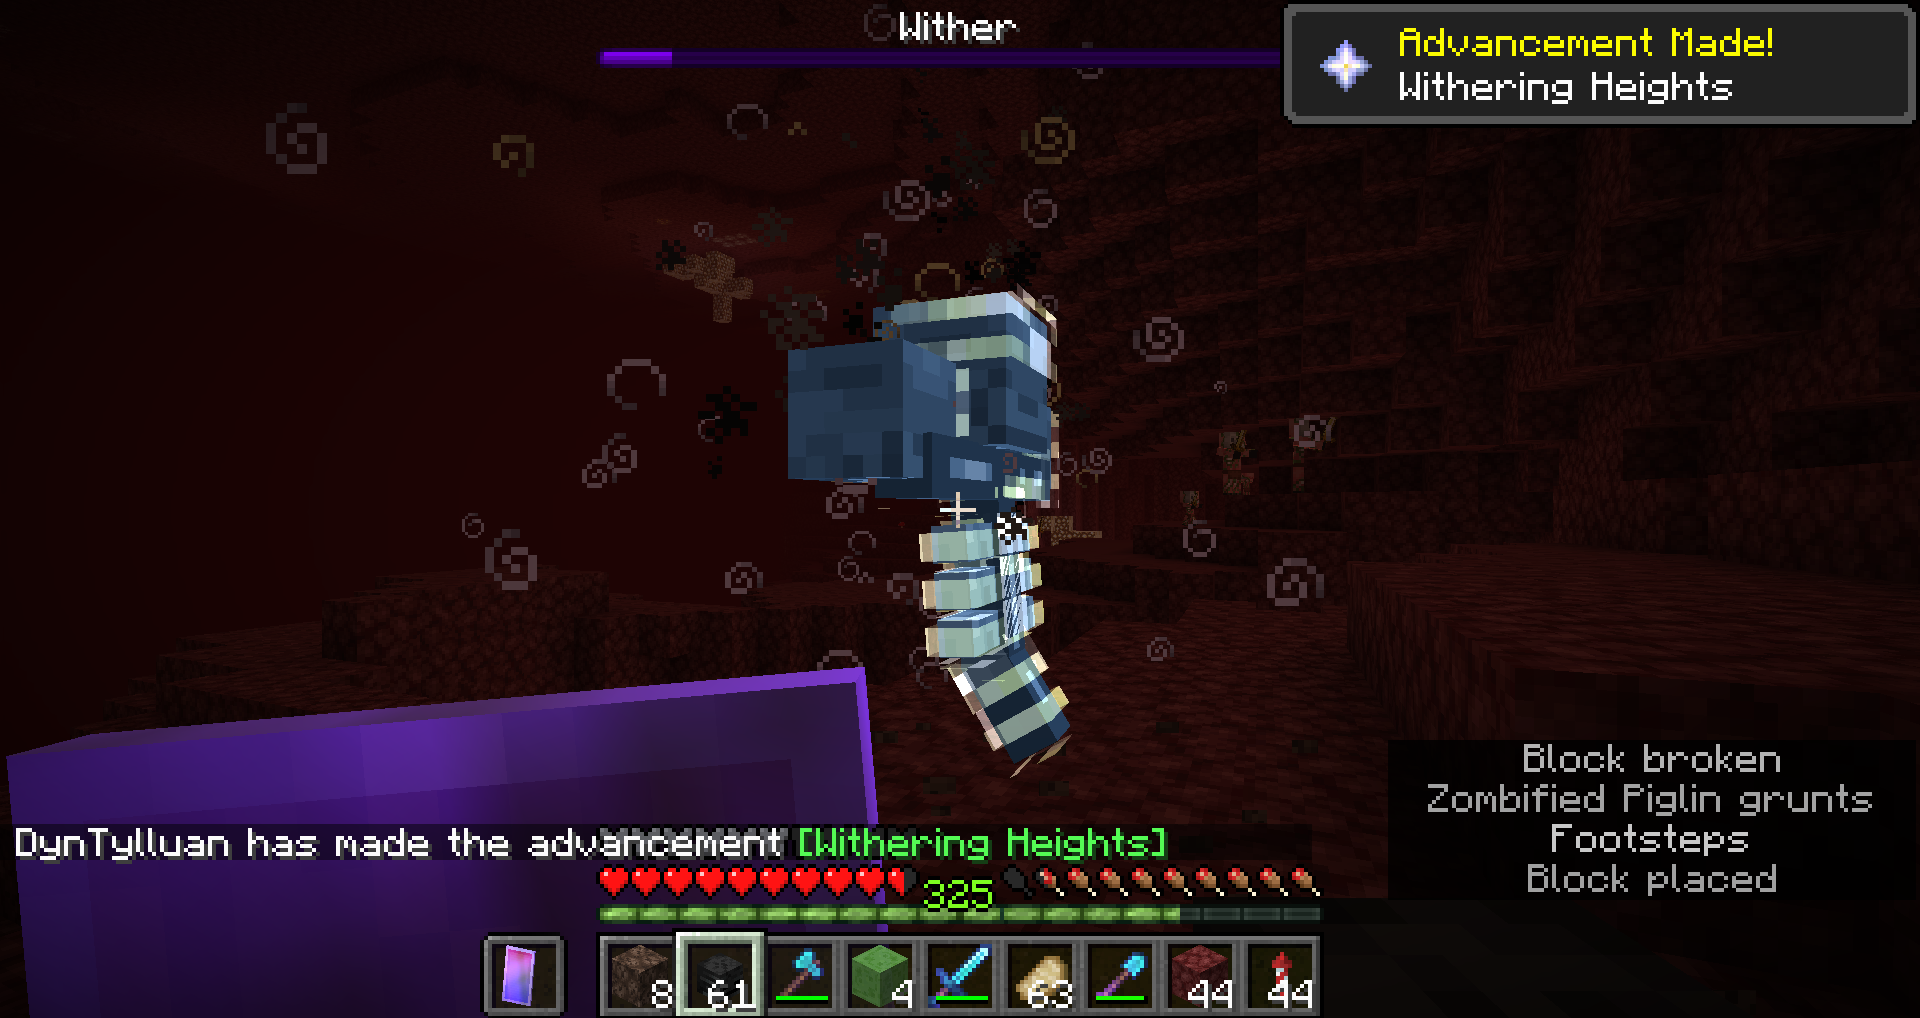 Wither
Advancement Made!
Withering Heights
Block broken
Zombified Piglin grunts
Footsteps
Block placed
DynTylluan has made the advancement [Withering Heights]
325
8
61
4
63
44
44